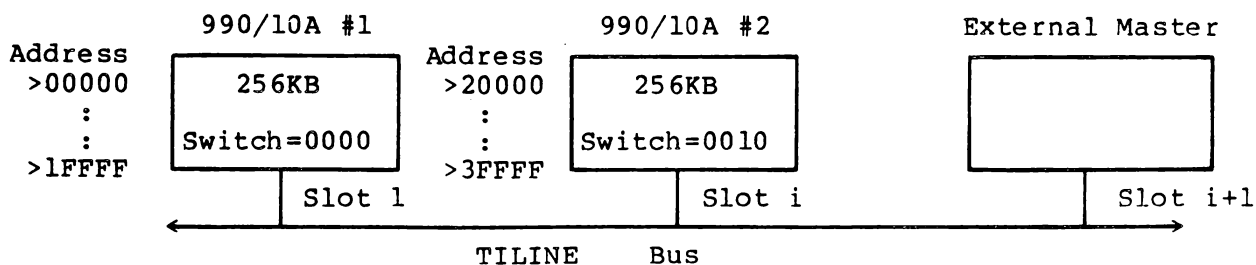 990/10A #1
990/10A #2
External Master
Address
>00000
:
:
>1FFFF
256KB
Switch=0000
Address
>20000
:
:
>3FFFF
256KB
Switch=0010
Slot 1
Slot i
Slot i+1
TILINE Bus